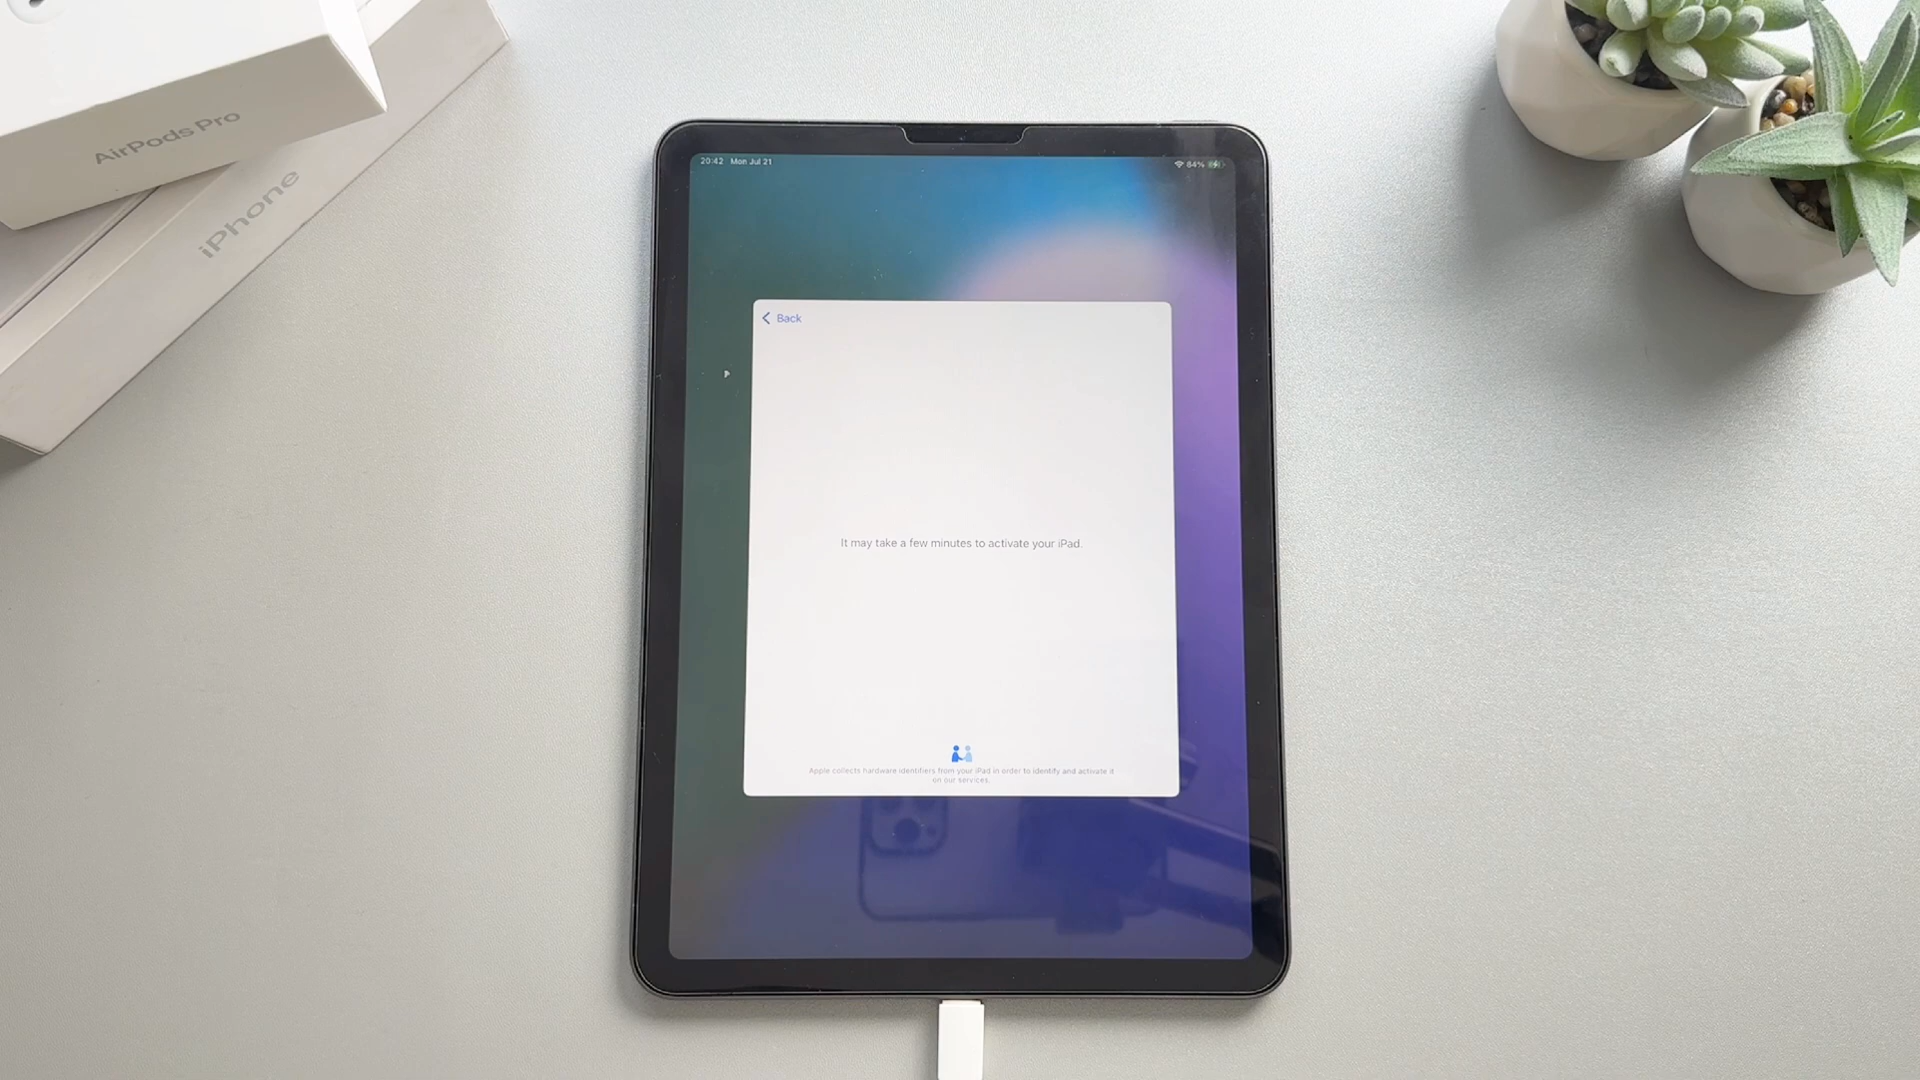 AirPods Pro
iPhone
20:42 Mon Jul 21
84%
Back
It may take a few minutes to activate your iPad.
Apple collects hardware identifiers from your iPad in order to identify and activate it
on our services.